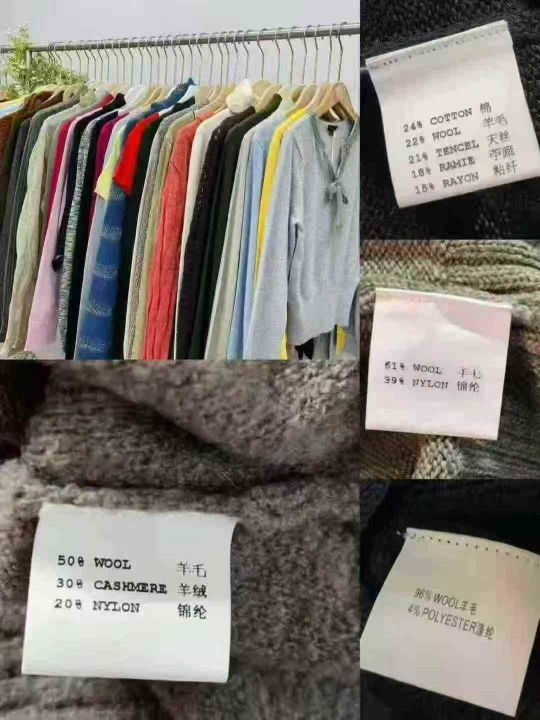 24% COTTON 棉
22% WOOL 羊毛
21% TENCEL 天丝
18% RAMIE 苎麻
15% RAYON 粘纤
61% WOOL 羊毛
39% NYLON 锦纶
50% WOOL 羊毛
30% CASHMERE 羊绒
20% NYLON 锦纶
96%WOOL羊毛
4%POLYESTER涤纶